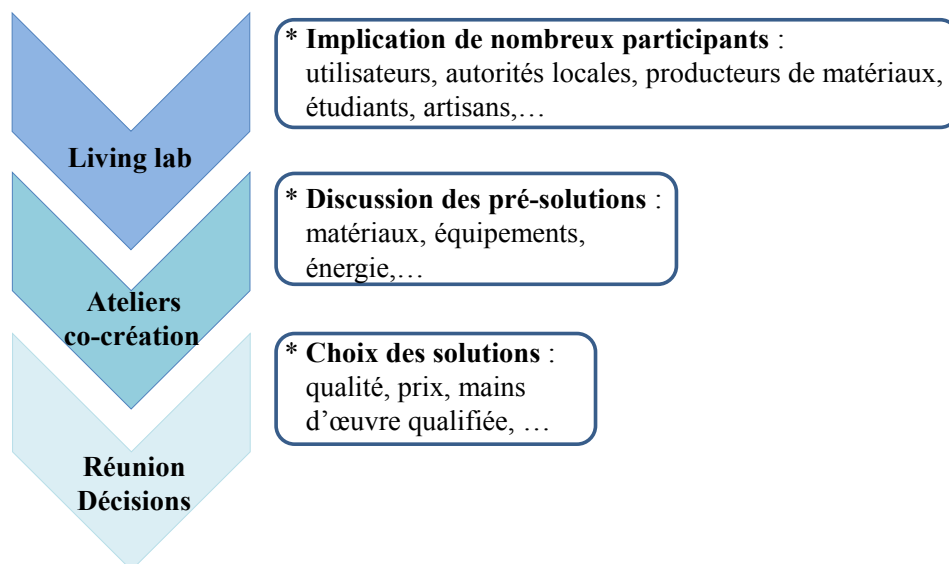 * Implication de nombreux participants :
utilisateurs, autorités locales, producteurs de matériaux,
étudiants, artisans,…
Living lab
* Discussion des pré-solutions :
matériaux, équipements,
énergie,…
Ateliers
co-création
* Choix des solutions :
qualité, prix, mains
d’œuvre qualifiée, …
Réunion
Décisions